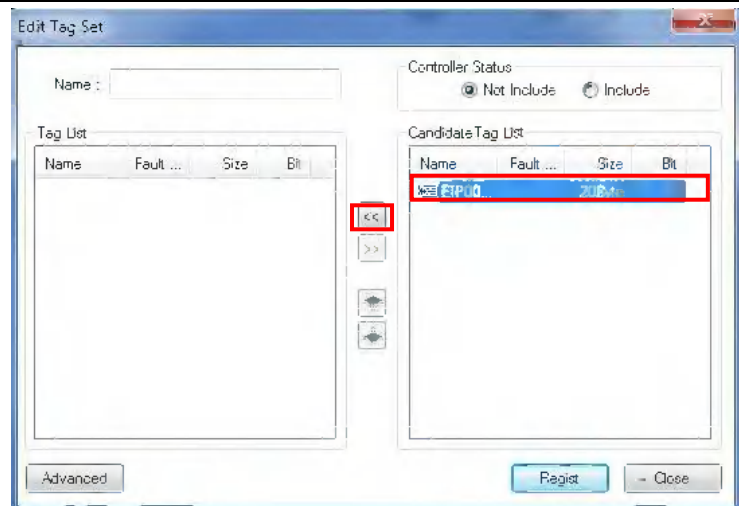 Edit Tag Set
Name :
Controller Status
Not Include
Include
Tag List
Name Fault ... Size Bit
Candidate Tag List
Name Fault ... Size Bit
20Byte
<<
>>
Advanced
Regist
Close